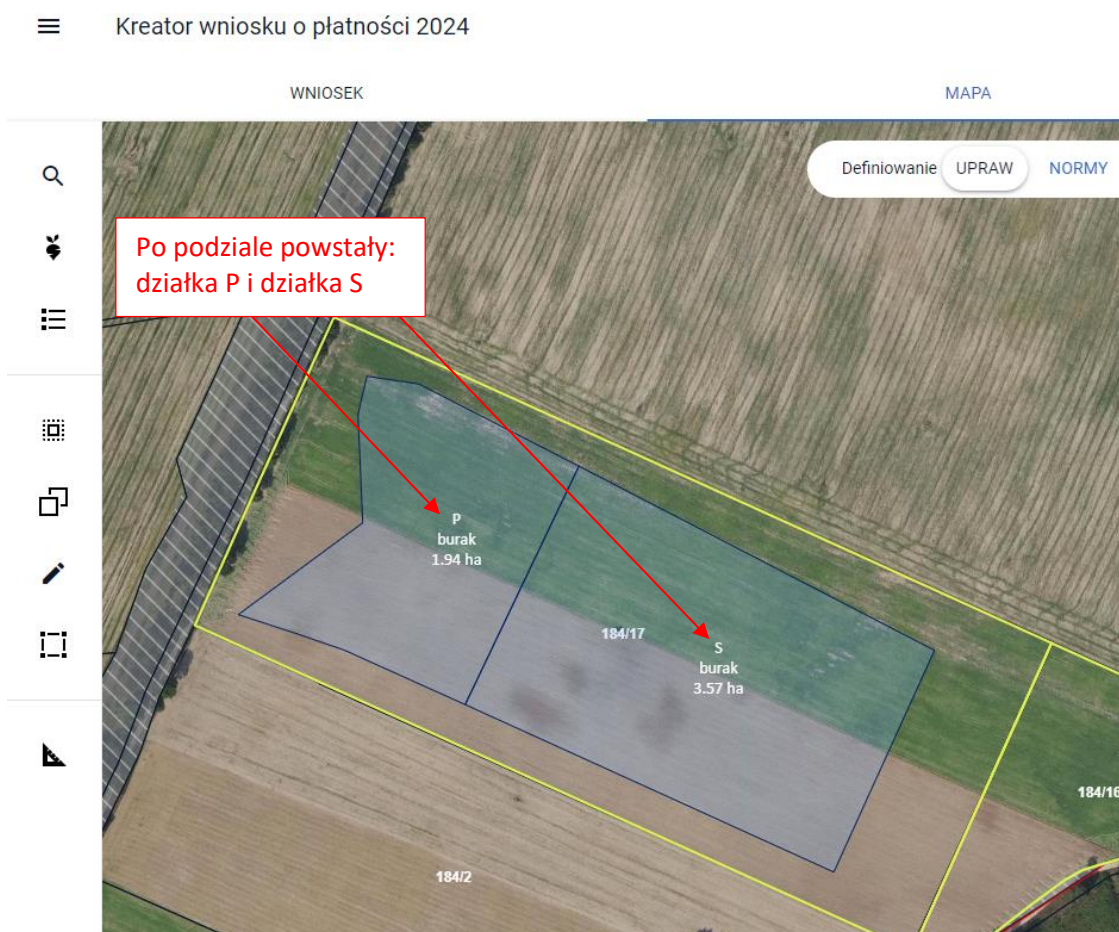 Kreator wniosku o płatności 2024
WNIOSEK
MAPA
Definiowanie UPRAW NORMY
Po podziale powstały:
działka P i działka S
P
burak
1.94 ha
184/17
S
burak
3.57 ha
184/16
184/2